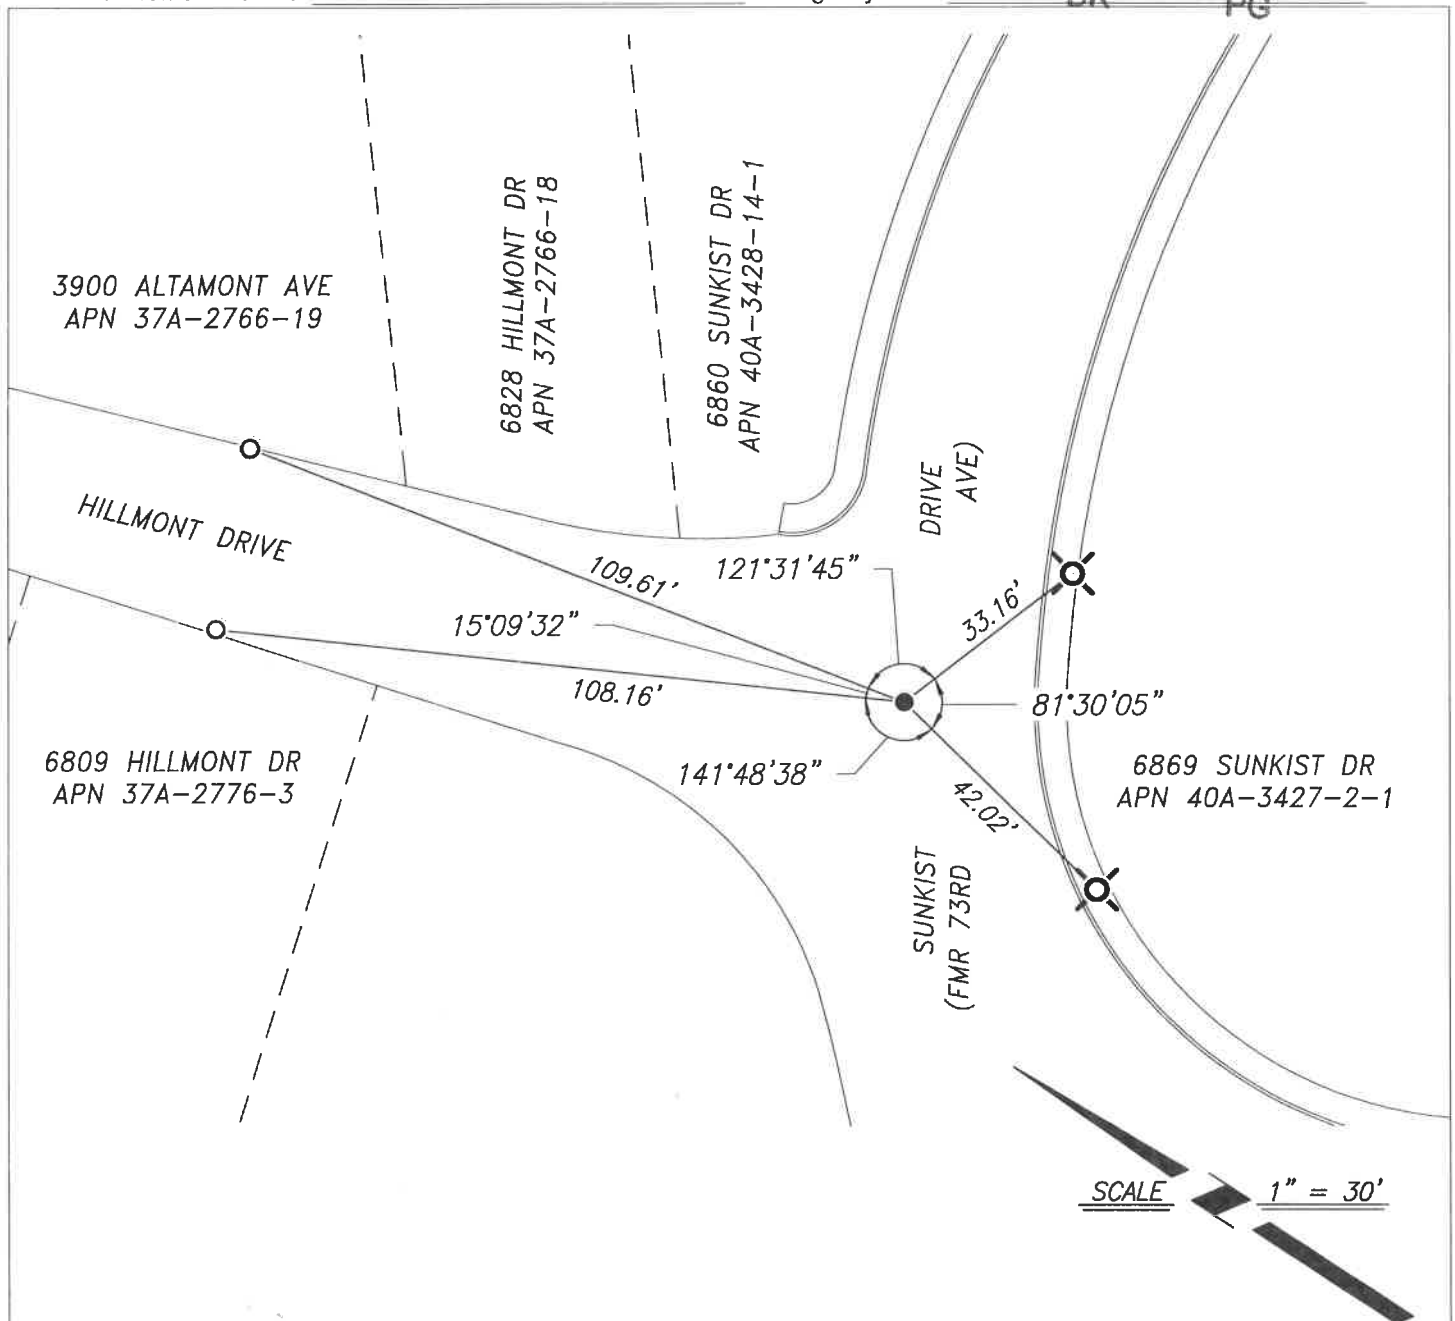 BK PG
6828 HILLMONT DR
APN 37A-2766-18
6860 SUNKIST DR
APN 40A-3428-14-1
3900 ALTAMONT AVE
APN 37A-2766-19
DRIVE
AVE)
HILLMONT DRIVE
109.61'
121°31'45"
33.16'
15°09'32"
108.16'
81°30'05"
6809 HILLMONT DR
APN 37A-2776-3
141°48'38"
42.02'
6869 SUNKIST DR
APN 40A-3427-2-1
SUNKIST
(FMR 73RD
SCALE 1" = 30'